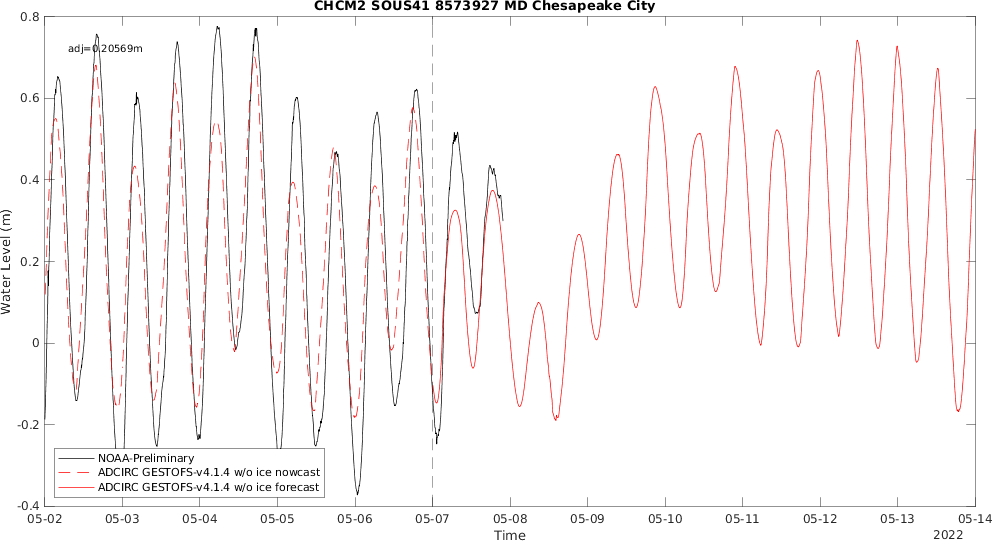 CHCM2 SOUS41 8573927 MD Chesapeake City
adj=0.20569m
0.8
0.6
0.4
0.2
0
-0.2
-0.4
Water Level (m)
NOAA-Preliminary
ADCIRC GESTOFS-v4.1.4 w/o ice nowcast
ADCIRC GESTOFS-v4.1.4 w/o ice forecast
05-02 05-03 05-04 05-05 05-06 05-07 05-08 05-09 05-10 05-11 05-12 05-13 05-14
Time
2022